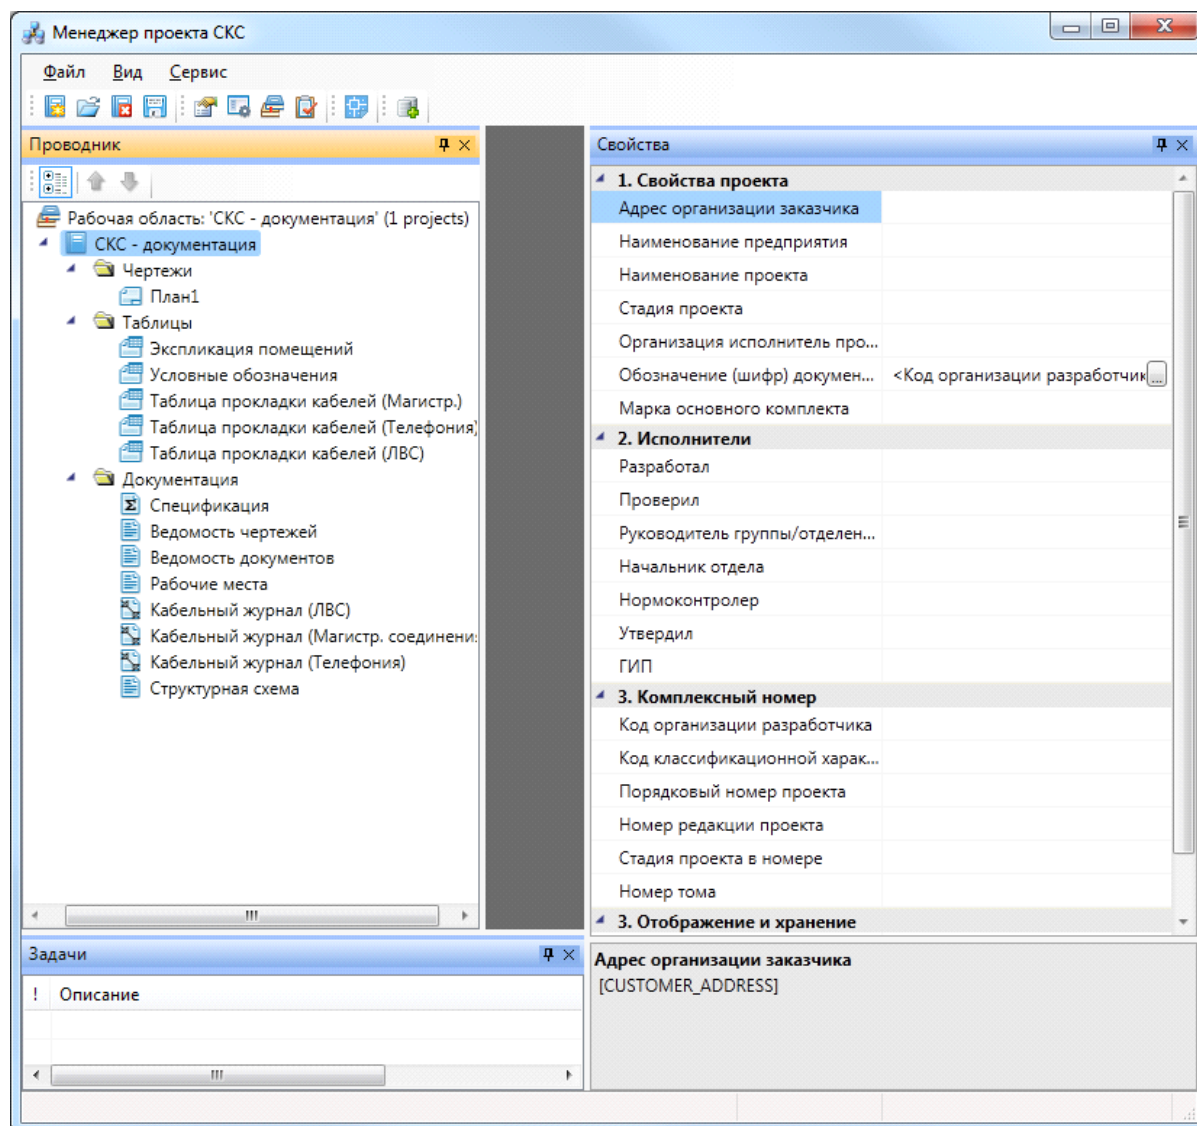 Менеджер проекта СКС
Файл Вид Сервис
Проводник
Рабочая область: 'СКС - документация' (1 projects)
СКС - документация
Чертежи
План1
Таблицы
Экспликация помещений
Условные обозначения
Таблица прокладки кабелей (Магистр.)
Таблица прокладки кабелей (Телефония)
Таблица прокладки кабелей (ЛВС)
Документация
Спецификация
Ведомость чертежей
Ведомость документов
Рабочие места
Кабельный журнал (ЛВС)
Кабельный журнал (Магистр. соединени
Кабельный журнал (Телефония)
Структурная схема
Свойства
1. Свойства проекта
Адрес организации заказчика
Наименование предприятия
Наименование проекта
Стадия проекта
Организация исполнитель про...
Обозначение (шифр) докумен... <Код организации разработчик ...
Марка основного комплекта
2. Исполнители
Разработал
Проверил
Руководитель группы/отделен...
Начальник отдела
Нормоконтролер
Утвердил
ГИП
3. Комплексный номер
Код организации разработчика
Код классификационной харак...
Порядковый номер проекта
Номер редакции проекта
Стадия проекта в номере
Номер тома
3. Отображение и хранение
Адрес организации заказчика
[CUSTOMER_ADDRESS]
Задачи
! Описание